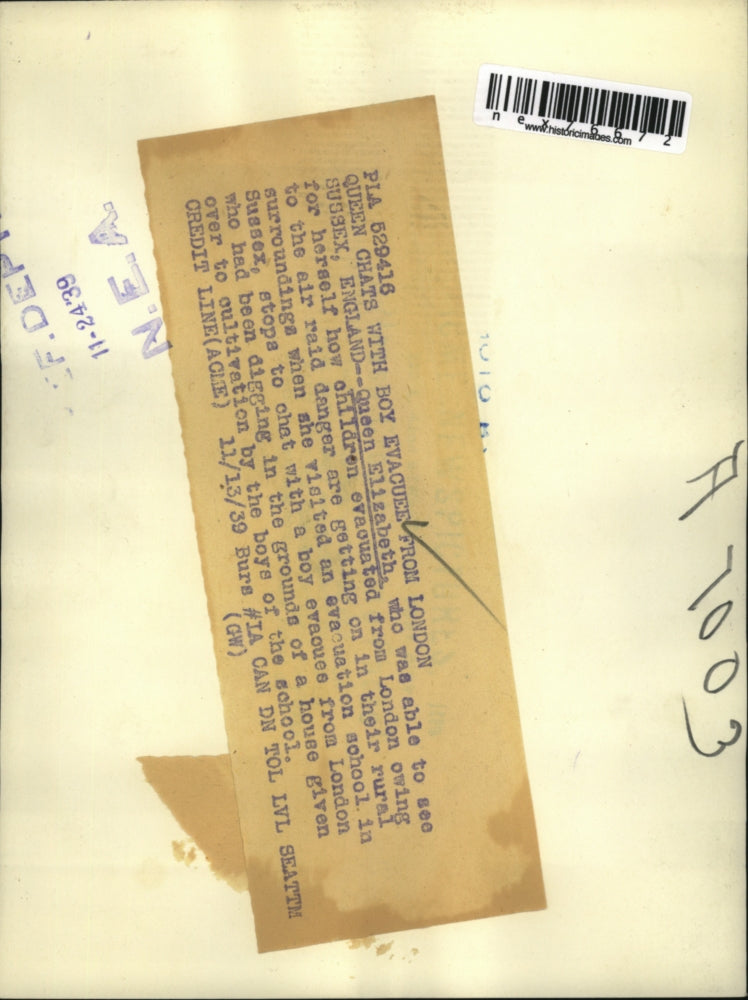 PLA 529416
QUEEN CHATS WITH BOY EVACUEE FROM LONDON
SUSSEX, ENGLAND--Queen Elizabeth, who was able to see
for herself how children evacuated from London owing
to the air raid danger are getting on in their rural
surroundings when she visited an evacuation school in
Sussex, stops to chat with a boy evacuee from London
who had been digging in the grounds of a house given
over to cultivation by the boys of the school.
CREDIT LINE(ACME) 11/13/39 Burs #1A CAN DN TOL LVL SEATTM
(GW)
nex76672
www.historicimages.com
N.E.A.
11-24-39
F. DEPT
A 7003